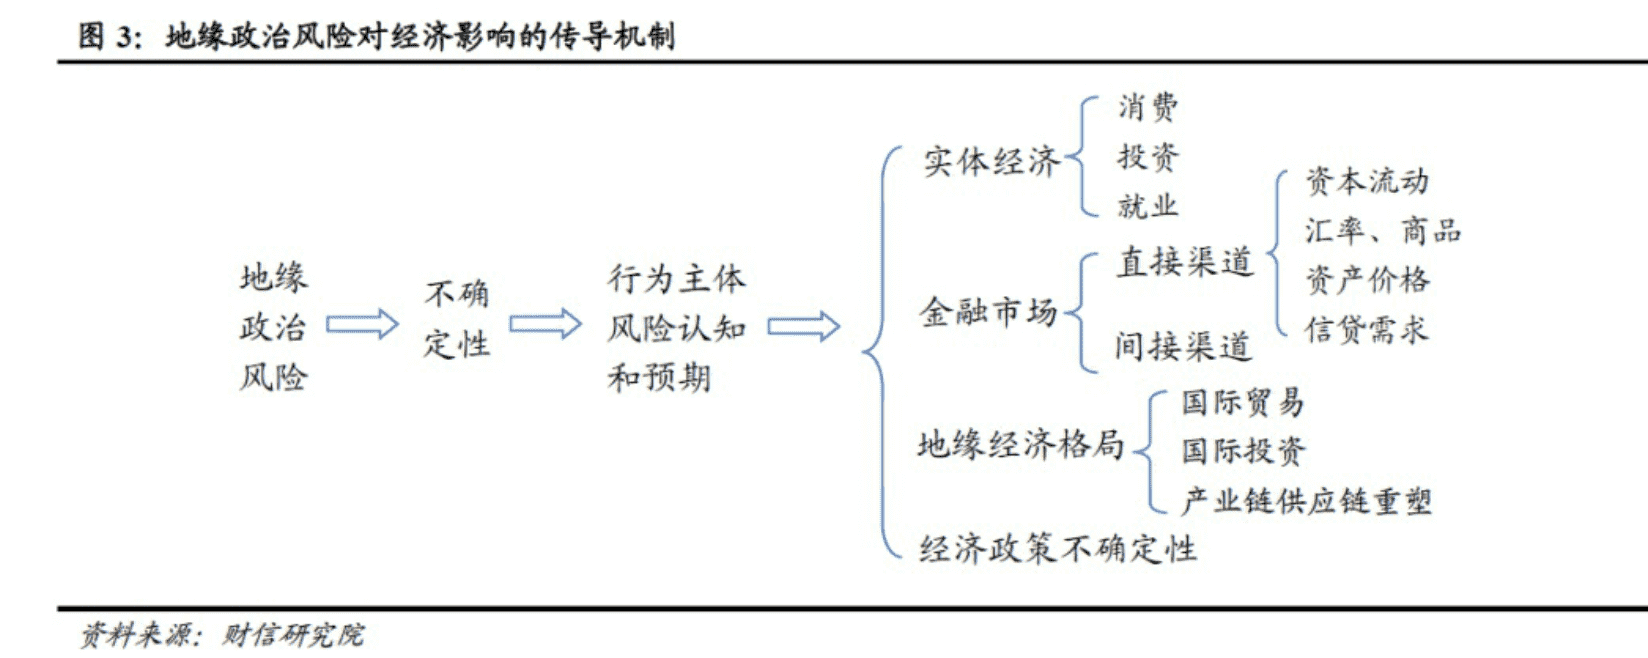 图 3：地缘政治风险对经济影响的传导机制
地缘
政治
风险
不确
定性
行为主体
风险认知
和预期
实体经济
消费
投资
就业
金融市场
直接渠道
资本流动
汇率、商品
资产价格
信贷需求
间接渠道
地缘经济格局
国际贸易
国际投资
产业链供应链重塑
经济政策不确定性
资料来源：财信研究院